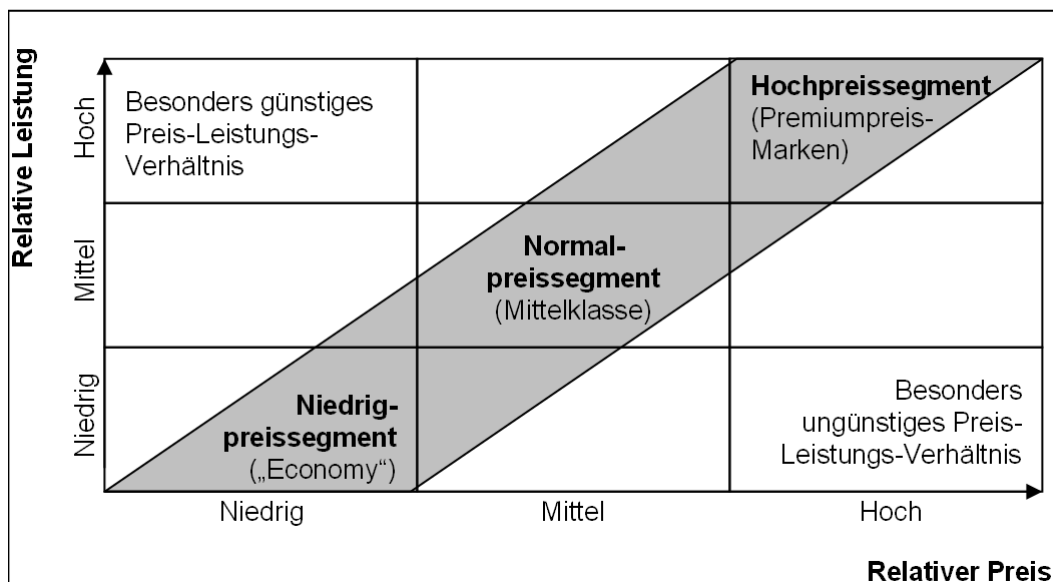 Relative Leistung
Hoch
Mittel
Niedrig
Besonders günstiges
Preis-Leistungs-
Verhältnis
Hochpreissegment
(Premiumpreis-
Marken)
Normal-
preissegment
(Mittelklasse)
Niedrig-
preissegment
(„Economy“)
Besonders
ungünstiges Preis-
Leistungs-Verhältnis
Niedrig
Mittel
Hoch
Relativer Preis